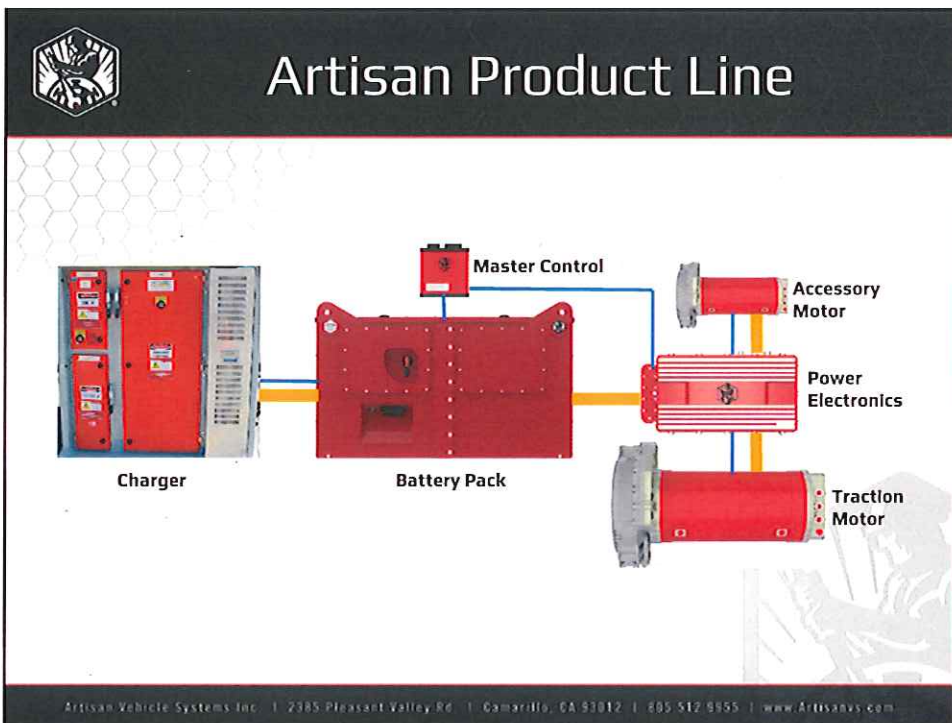 Artisan Product Line
Master Control
Accessory
Motor
Power
Electronics
Charger
Battery Pack
Traction
Motor
Artisan Vehicle Systems Inc. | 2385 Pleasant Valley Rd. | Camarillo, CA 93012 | 805 512 9955 | www.Artisanvs.com